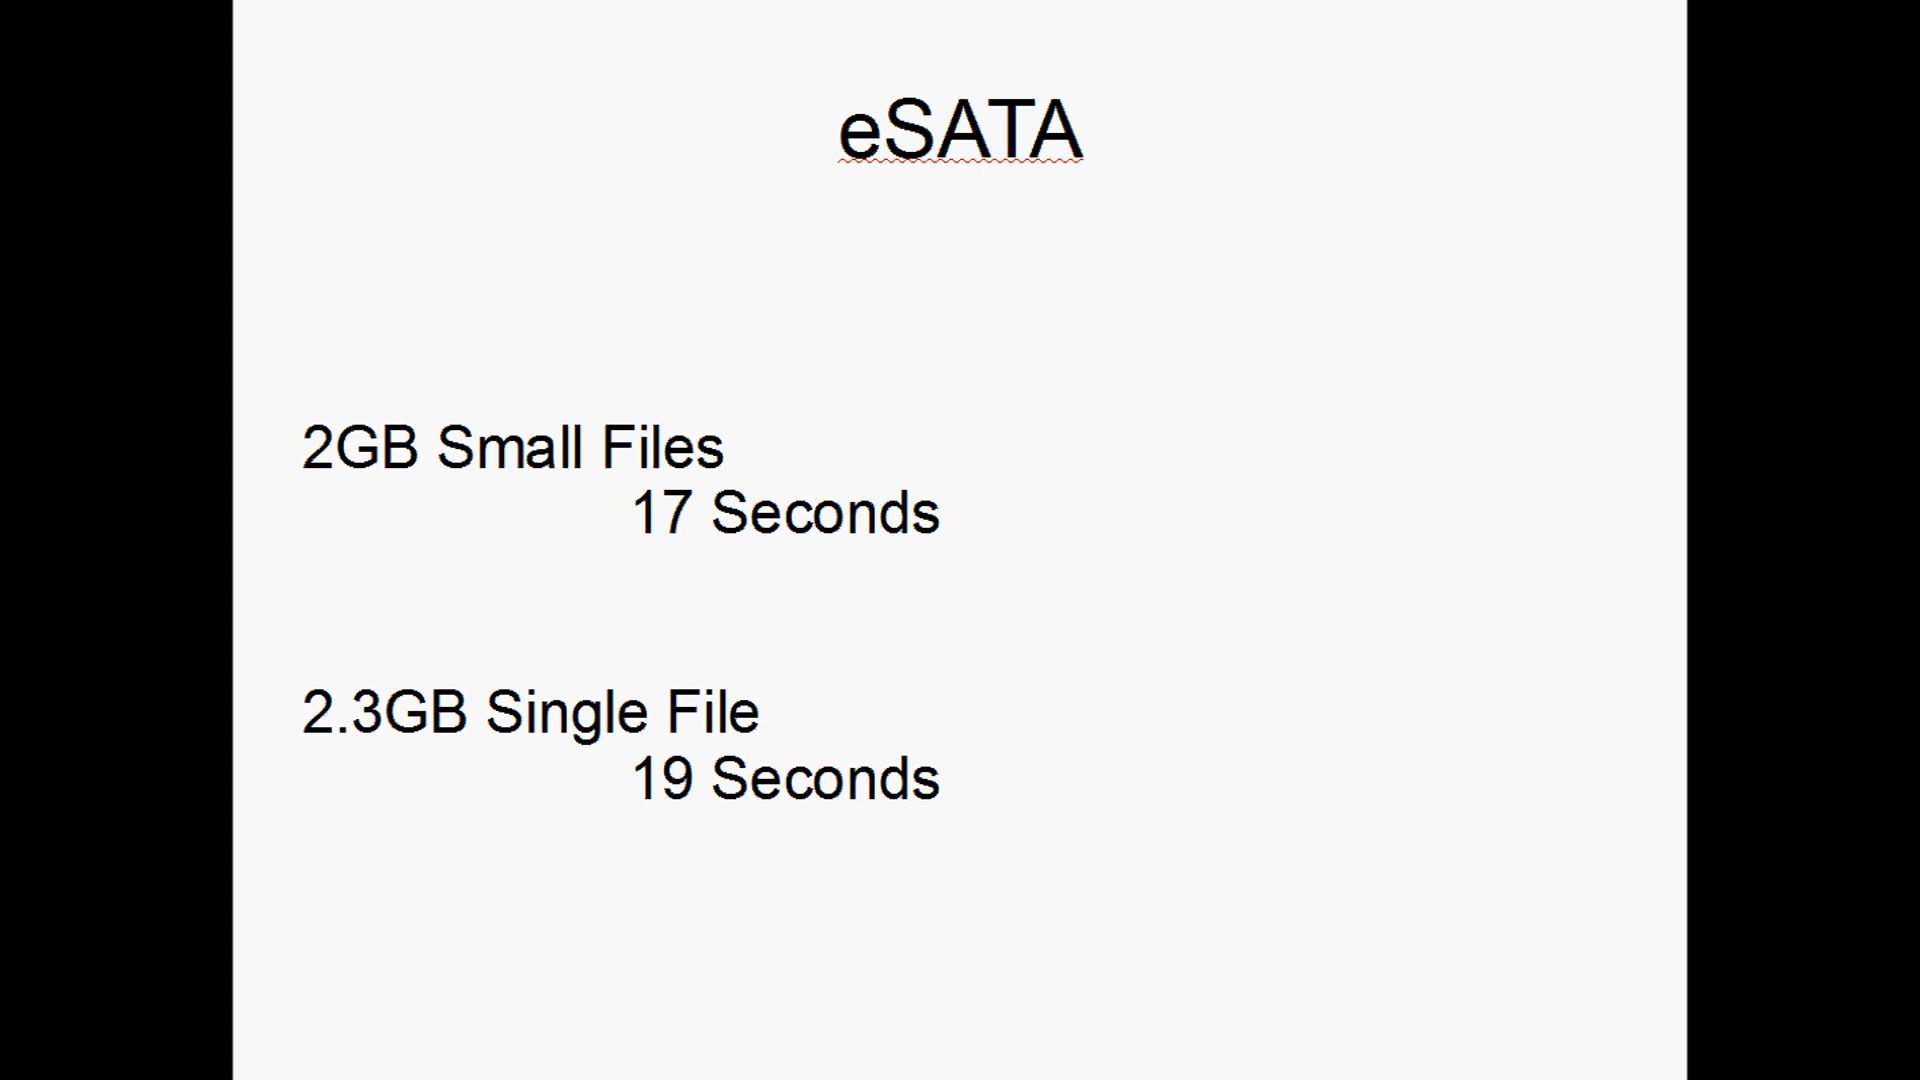 eSATA
2GB Small Files
17 Seconds
2.3GB Single File
19 Seconds